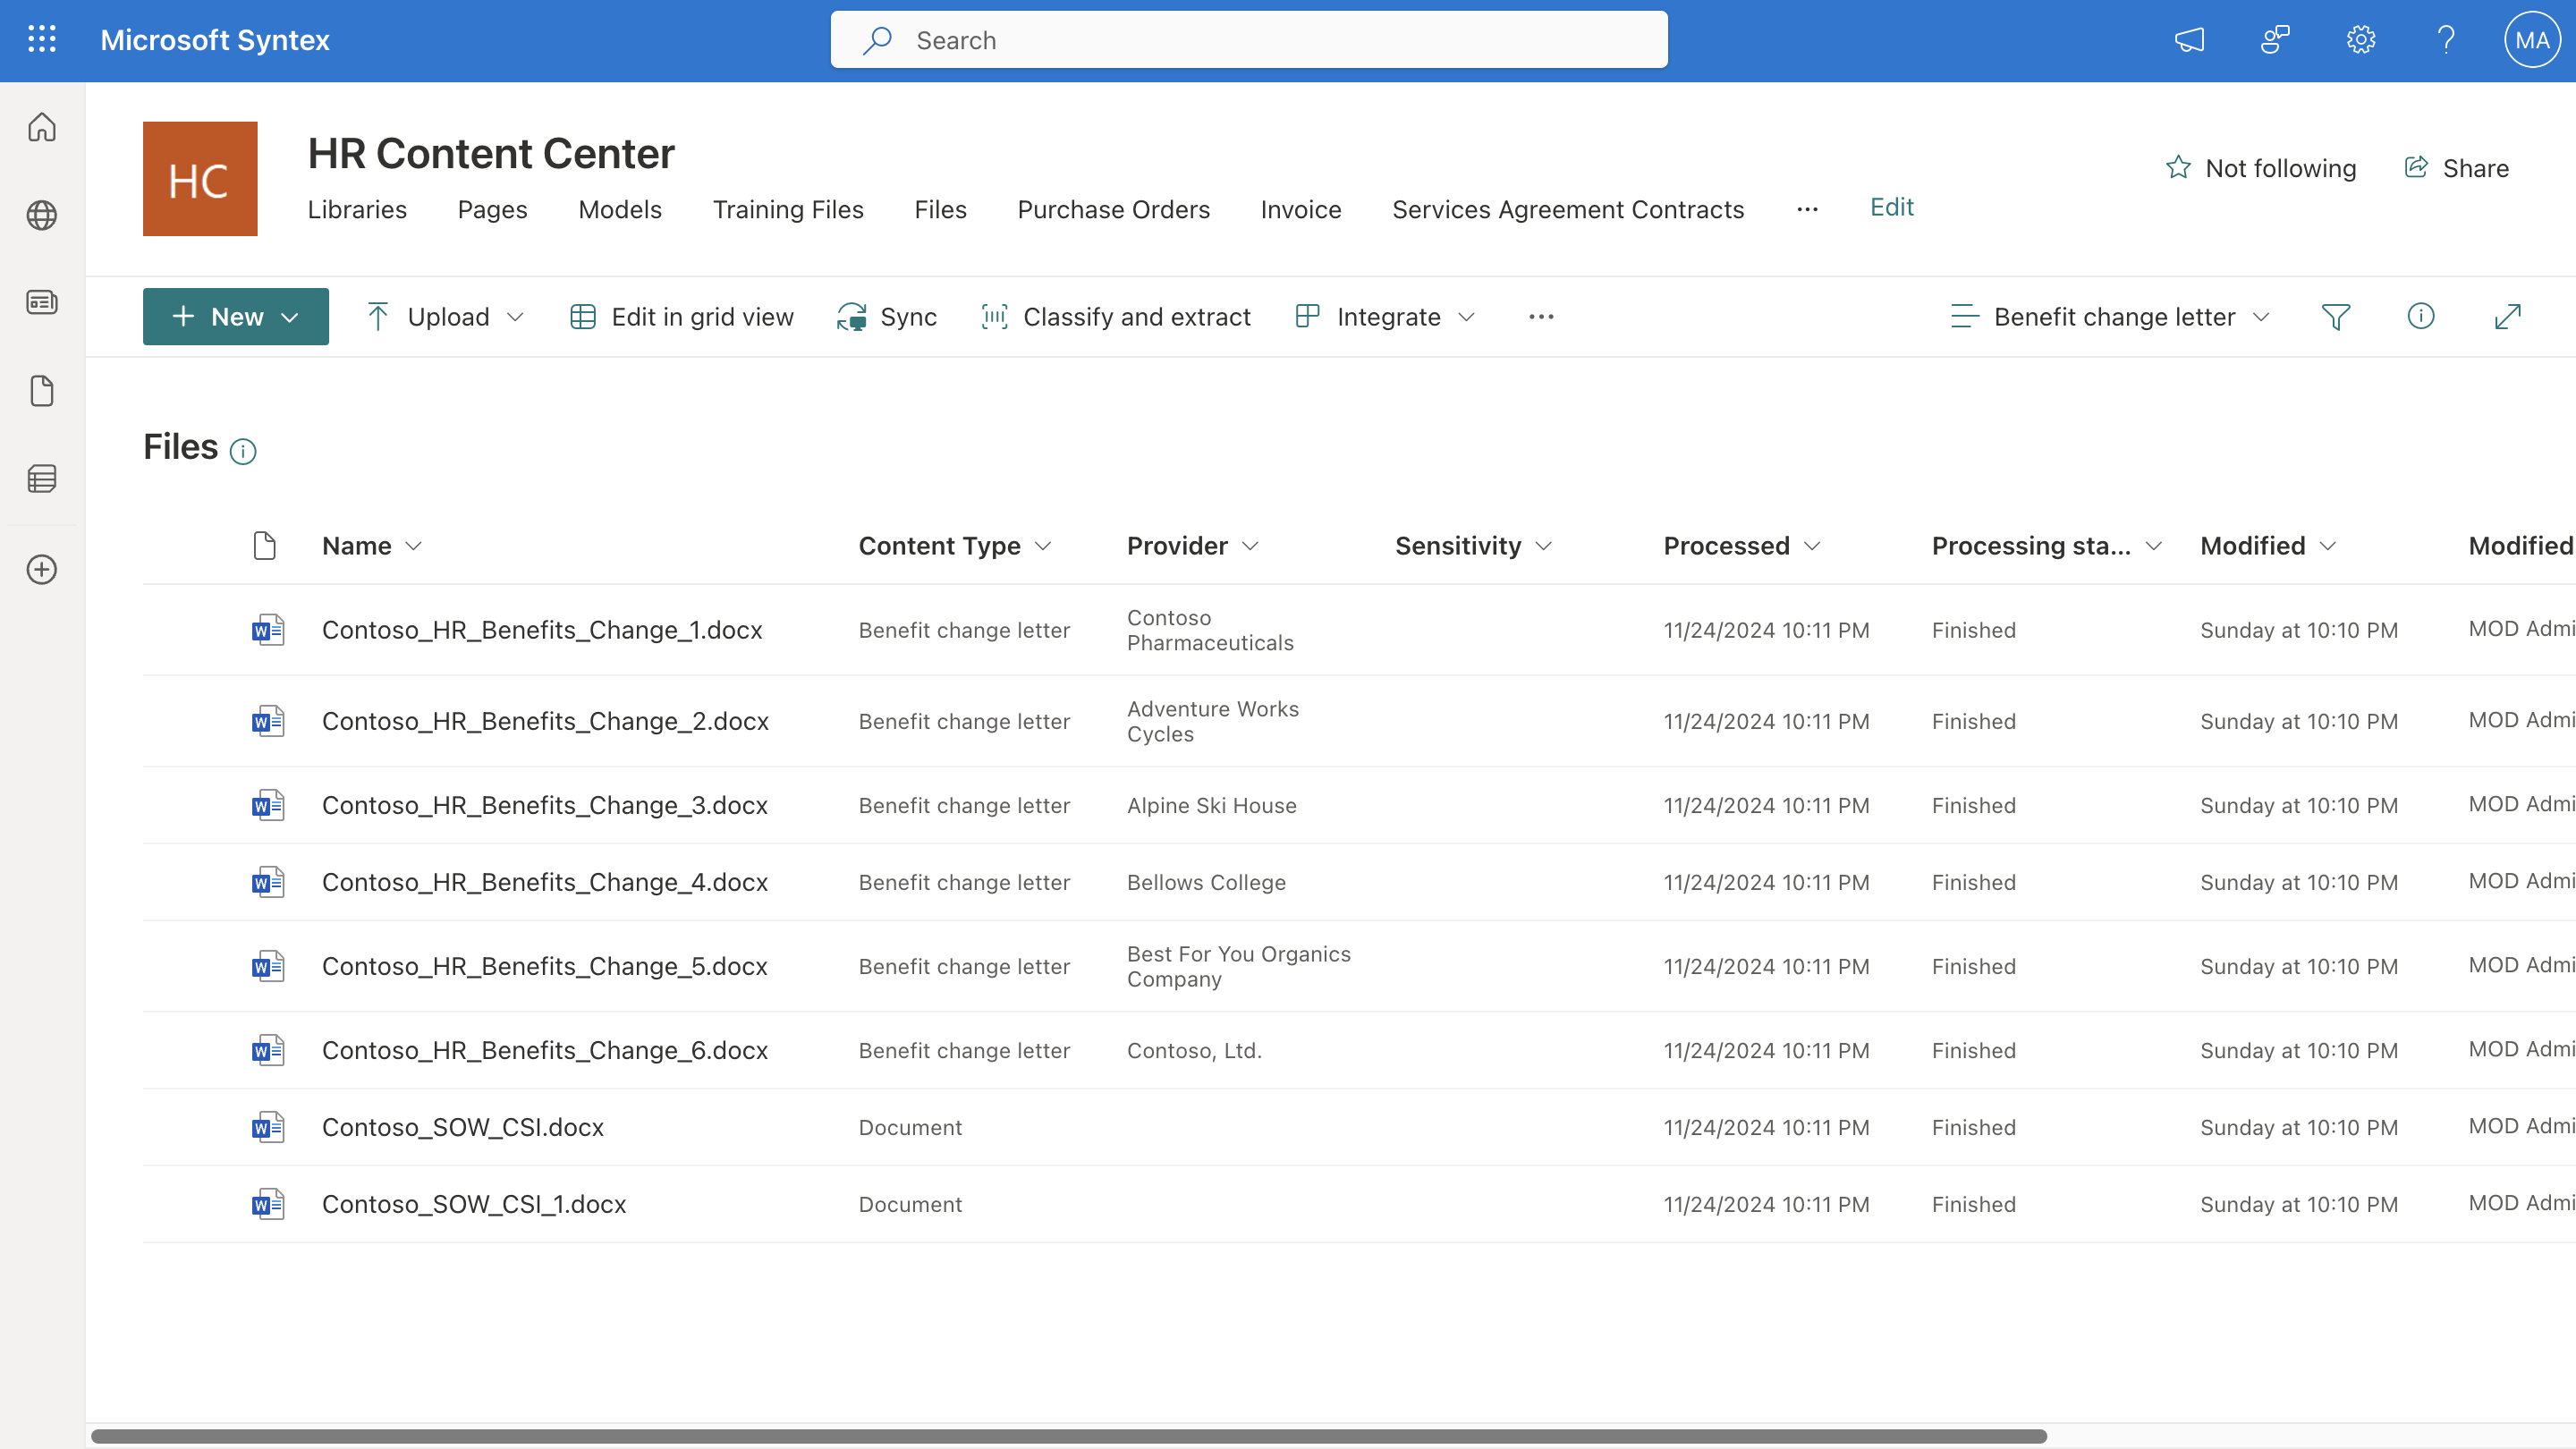 Microsoft Syntex
Search
MA
HC
HR Content Center
Not following
Share
Libraries Pages Models Training Files Files Purchase Orders Invoice Services Agreement Contracts ... Edit
+ New Upload Edit in grid view Sync Classify and extract Integrate ... Benefit change letter
Files
Name Content Type Provider Sensitivity Processed Processing sta... Modified Modified
Contoso_HR_Benefits_Change_1.docx Benefit change letter Contoso Pharmaceuticals 11/24/2024 10:11 PM Finished Sunday at 10:10 PM MOD Admi
Contoso_HR_Benefits_Change_2.docx Benefit change letter Adventure Works Cycles 11/24/2024 10:11 PM Finished Sunday at 10:10 PM MOD Admi
Contoso_HR_Benefits_Change_3.docx Benefit change letter Alpine Ski House 11/24/2024 10:11 PM Finished Sunday at 10:10 PM MOD Admi
Contoso_HR_Benefits_Change_4.docx Benefit change letter Bellows College 11/24/2024 10:11 PM Finished Sunday at 10:10 PM MOD Admi
Contoso_HR_Benefits_Change_5.docx Benefit change letter Best For You Organics Company 11/24/2024 10:11 PM Finished Sunday at 10:10 PM MOD Admi
Contoso_HR_Benefits_Change_6.docx Benefit change letter Contoso, Ltd. 11/24/2024 10:11 PM Finished Sunday at 10:10 PM MOD Admi
Contoso_SOW_CSI.docx Document 11/24/2024 10:11 PM Finished Sunday at 10:10 PM MOD Admi
Contoso_SOW_CSI_1.docx Document 11/24/2024 10:11 PM Finished Sunday at 10:10 PM MOD Admi